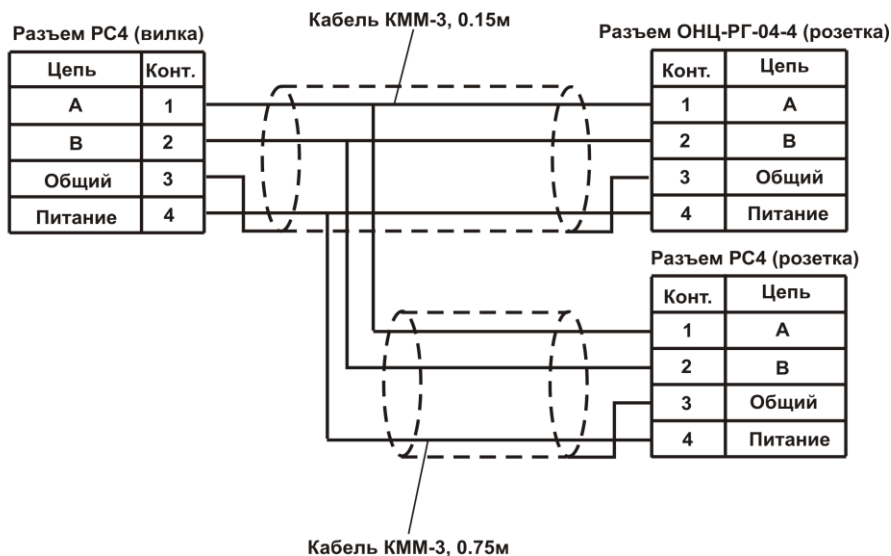 Кабель КММ-3, 0.15м
Разъем РС4 (вилка)
Цепь Конт.
А 1
В 2
Общий 3
Питание 4
Разъем ОНЦ-РГ-04-4 (розетка)
Конт. Цепь
1 А
2 В
3 Общий
4 Питание
Разъем РС4 (розетка)
Конт. Цепь
1 А
2 В
3 Общий
4 Питание
Кабель КММ-3, 0.75м